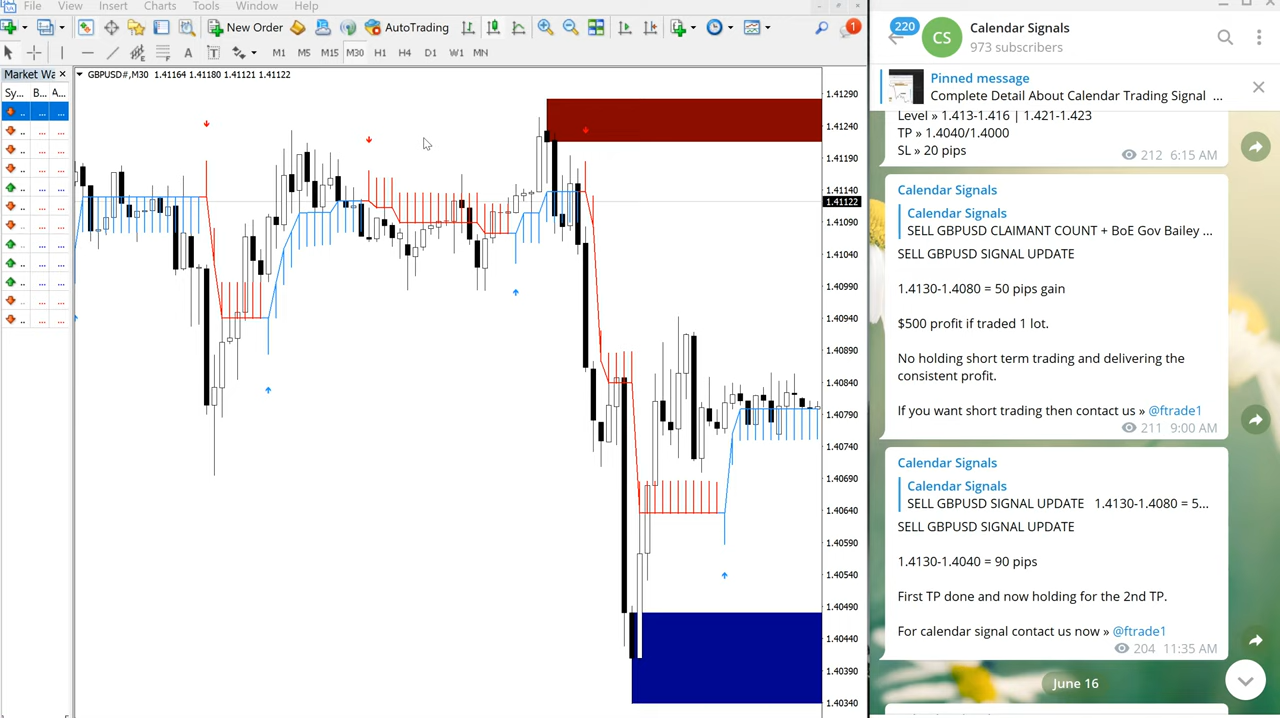 File View Insert Charts Tools Window Help
New Order AutoTrading 1
A T M1 M5 M15 M30 H1 H4 D1 W1 MN
Market Wa
Sy... B... A...
GBPUSD#,M30 1.41164 1.41180 1.41121 1.41122
1.41290
1.41240
1.41190
1.41140
1.41122
1.41090
1.41040
1.40990
1.40940
1.40890
1.40840
1.40790
1.40740
1.40690
1.40640
1.40590
1.40540
1.40490
1.40440
1.40390
1.40340
220
CS
Calendar Signals
973 subscribers
Pinned message
Complete Detail About Calendar Trading Signal ...
Level » 1.413-1.416 | 1.421-1.423
TP » 1.4040/1.4000
SL » 20 pips
212 6:15 AM
Calendar Signals
Calendar Signals
SELL GBPUSD CLAIMANT COUNT + BoE Gov Bailey ...
SELL GBPUSD SIGNAL UPDATE
1.4130-1.4080 = 50 pips gain
$500 profit if traded 1 lot.
No holding short term trading and delivering the
consistent profit.
If you want short trading then contact us » @ftrade1
211 9:00 AM
Calendar Signals
Calendar Signals
SELL GBPUSD SIGNAL UPDATE 1.4130-1.4080 = 5...
SELL GBPUSD SIGNAL UPDATE
1.4130-1.4040 = 90 pips
First TP done and now holding for the 2nd TP.
For calendar signal contact us now » @ftrade1
204 11:35 AM
June 16